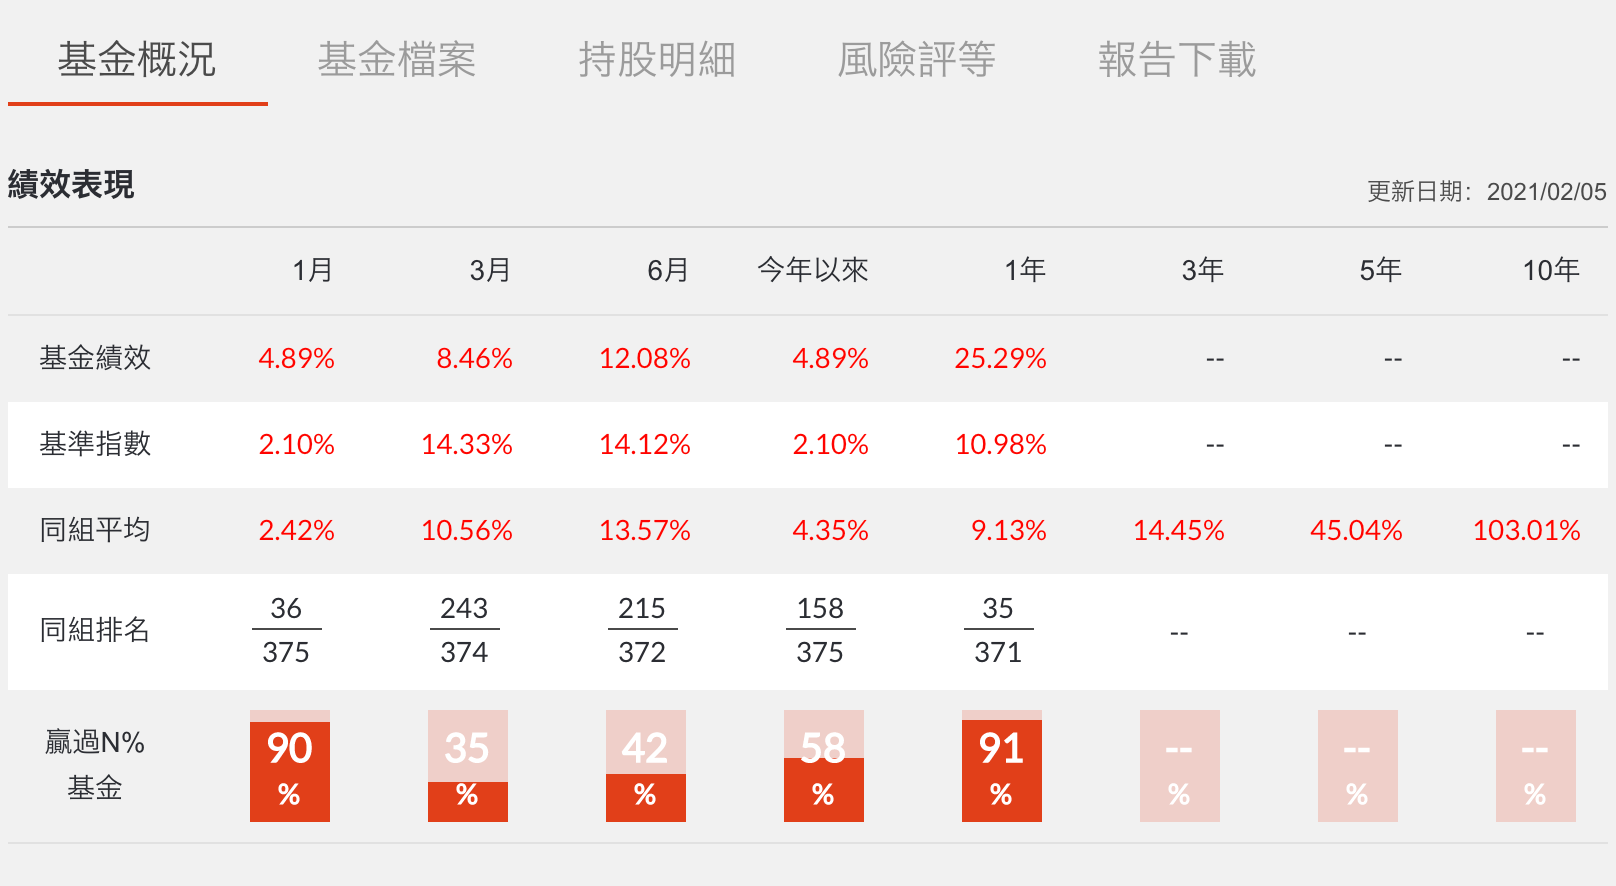 基金概況 基金檔案 持股明細 風險評等 報告下載
績效表現 更新日期：2021/02/05
1月 3月 6月 今年以來 1年 3年 5年 10年
基金績效 4.89% 8.46% 12.08% 4.89% 25.29% -- -- --
基準指數 2.10% 14.33% 14.12% 2.10% 10.98% -- -- --
同組平均 2.42% 10.56% 13.57% 4.35% 9.13% 14.45% 45.04% 103.01%
36 243 215 158 35
同組排名 -- -- --
375 374 372 375 371
贏過N% 90 35 42 58 91 -- -- --
基金 % % % % % % % %